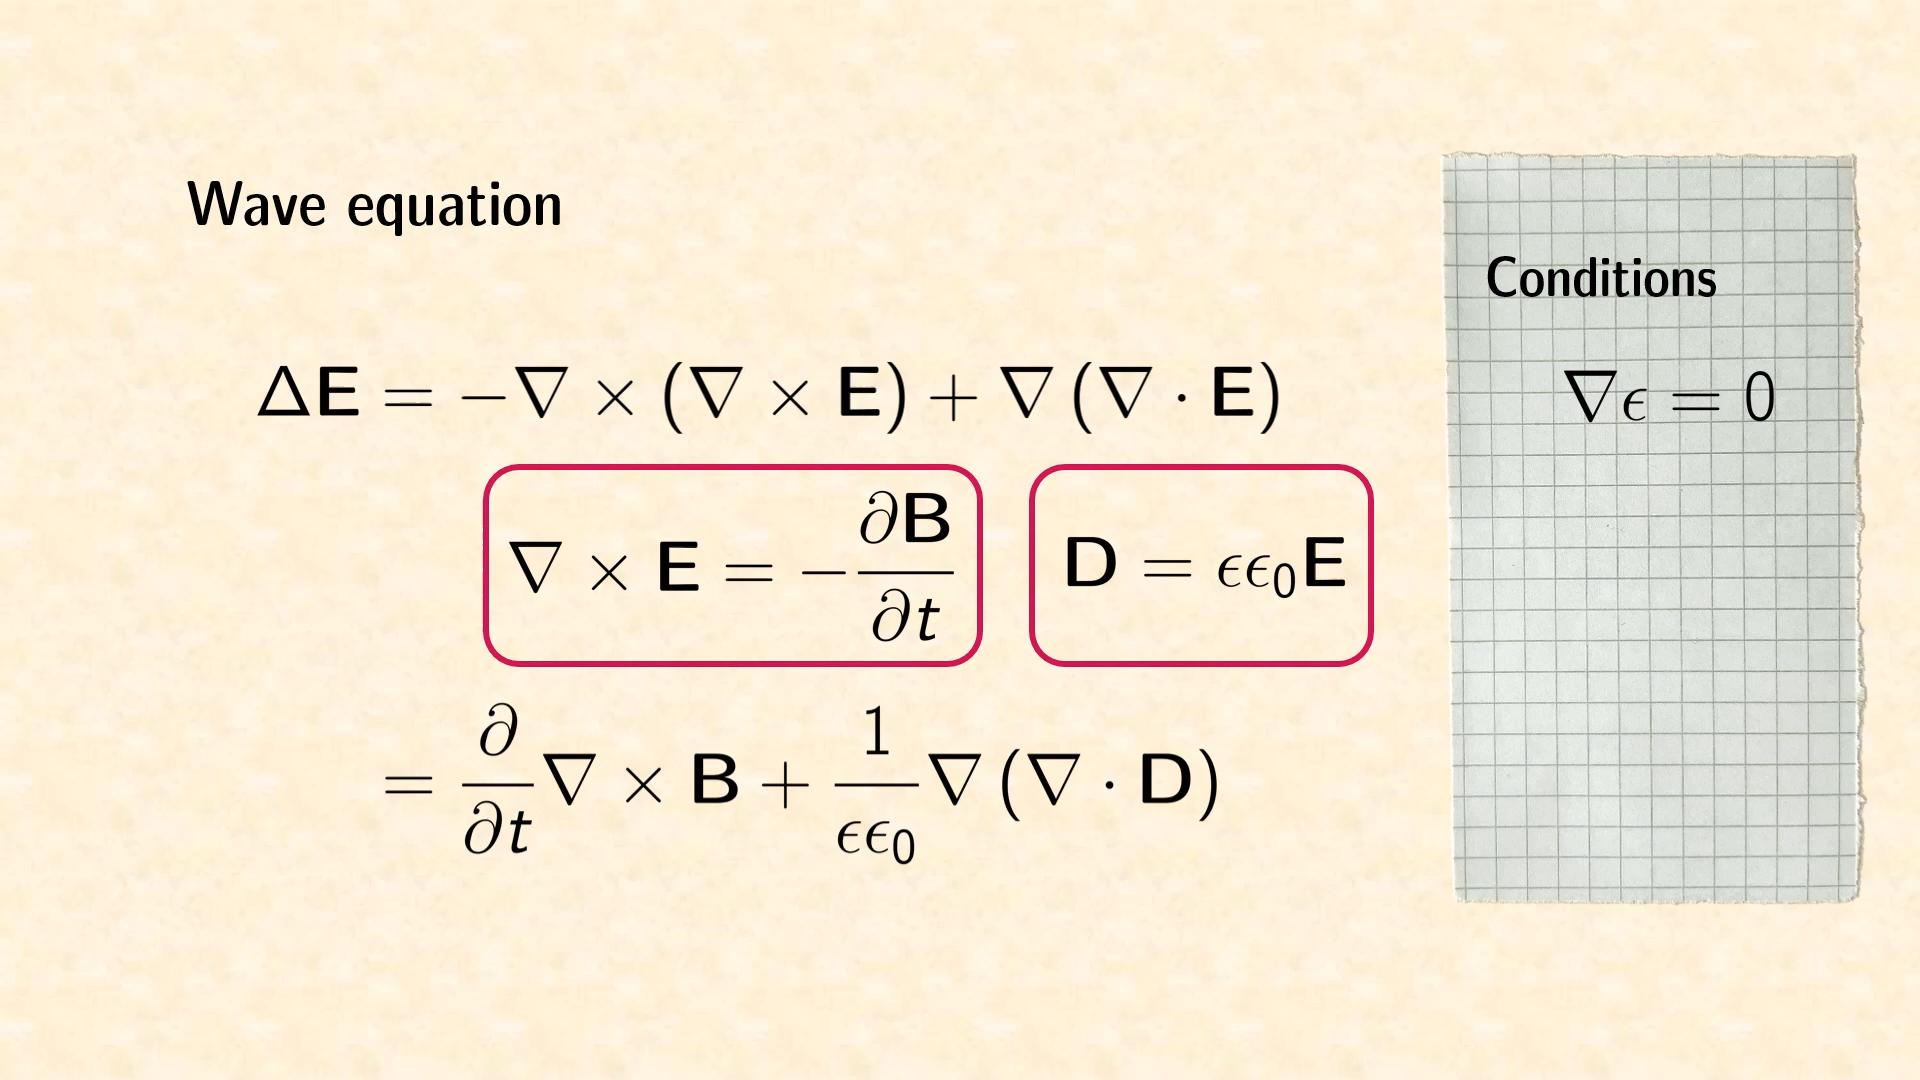 Wave equation
Conditions
ΔE = −∇ × (∇ × E) + ∇ (∇ · E)
∇ϵ = 0
∇ × E = −∂B/∂t
D = ϵϵ₀E
= ∂/∂t ∇ × B + 1/ϵϵ₀ ∇ (∇ · D)